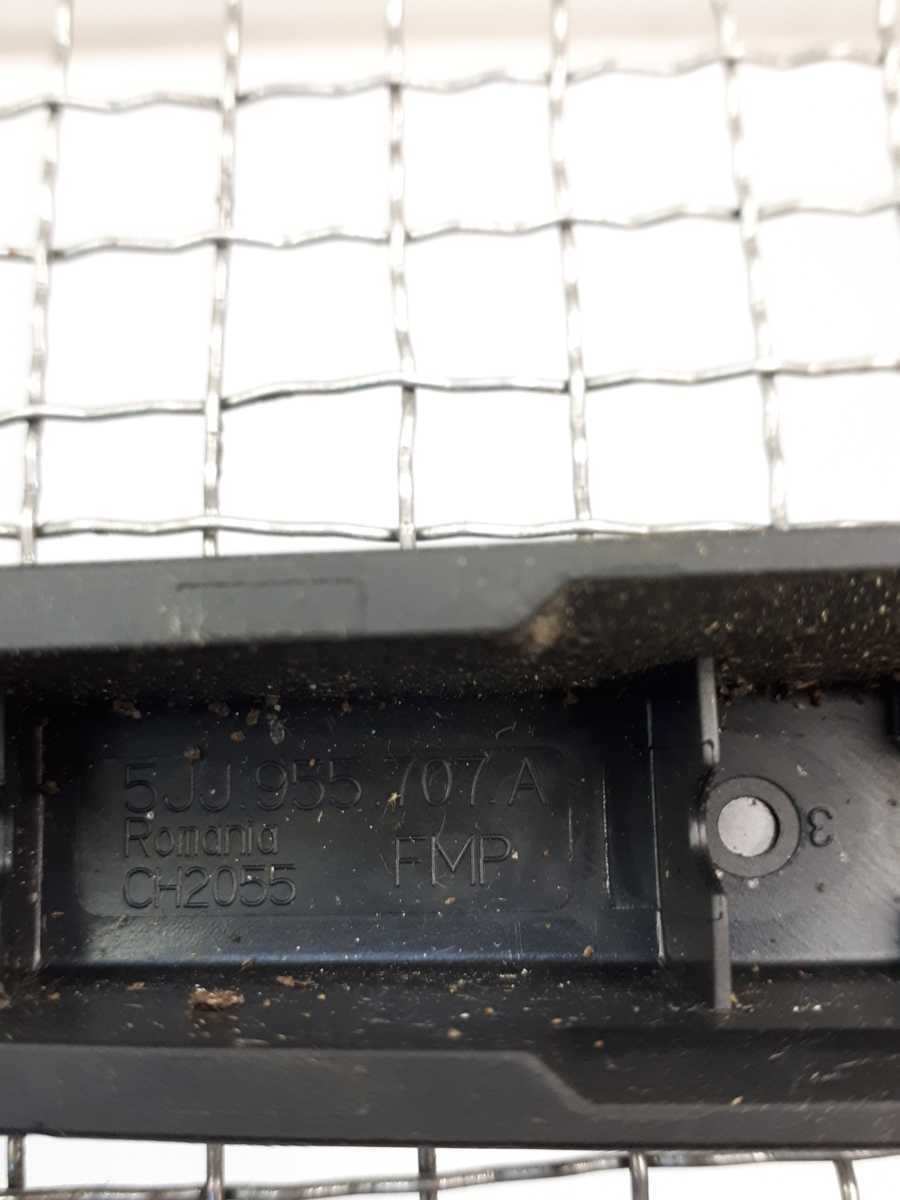 5JJ.955.707.A
Romania
FMP
CH2055
3